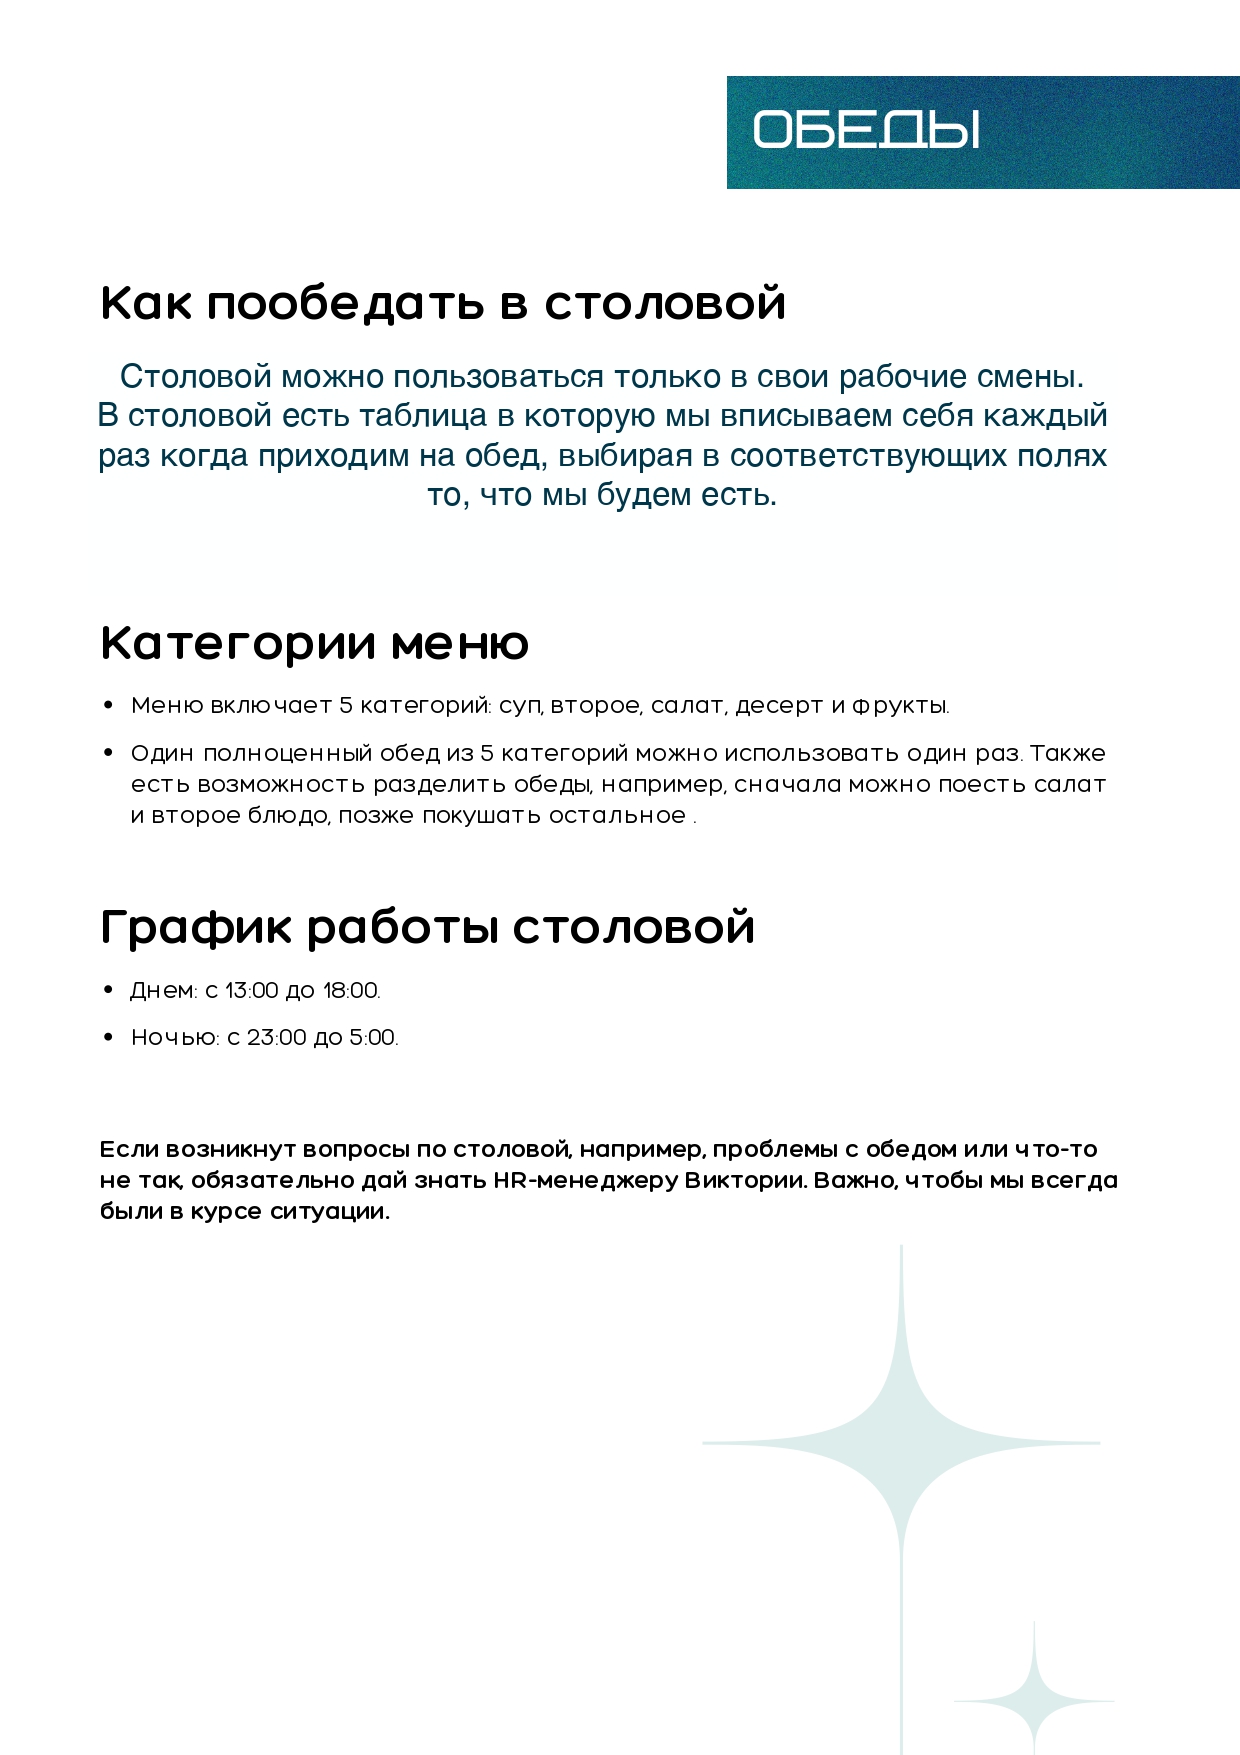 ОБЕДЫ
Как пообедать в столовой
Столовой можно пользоваться только в свои рабочие смены.
В столовой есть таблица в которую мы вписываем себя каждый
раз когда приходим на обед, выбирая в соответствующих полях
то, что мы будем есть.
Категории меню
• Меню включает 5 категорий: суп, второе, салат, десерт и фрукты.
• Один полноценный обед из 5 категорий можно использовать один раз. Также
есть возможность разделить обеды, например, сначала можно поесть салат
и второе блюдо, позже покушать остальное .
График работы столовой
• Днем: с 13:00 до 18:00.
• Ночью: с 23:00 до 5:00.
Если возникнут вопросы по столовой, например, проблемы с обедом или что-то
не так, обязательно дай знать HR-менеджеру Виктории. Важно, чтобы мы всегда
были в курсе ситуации.